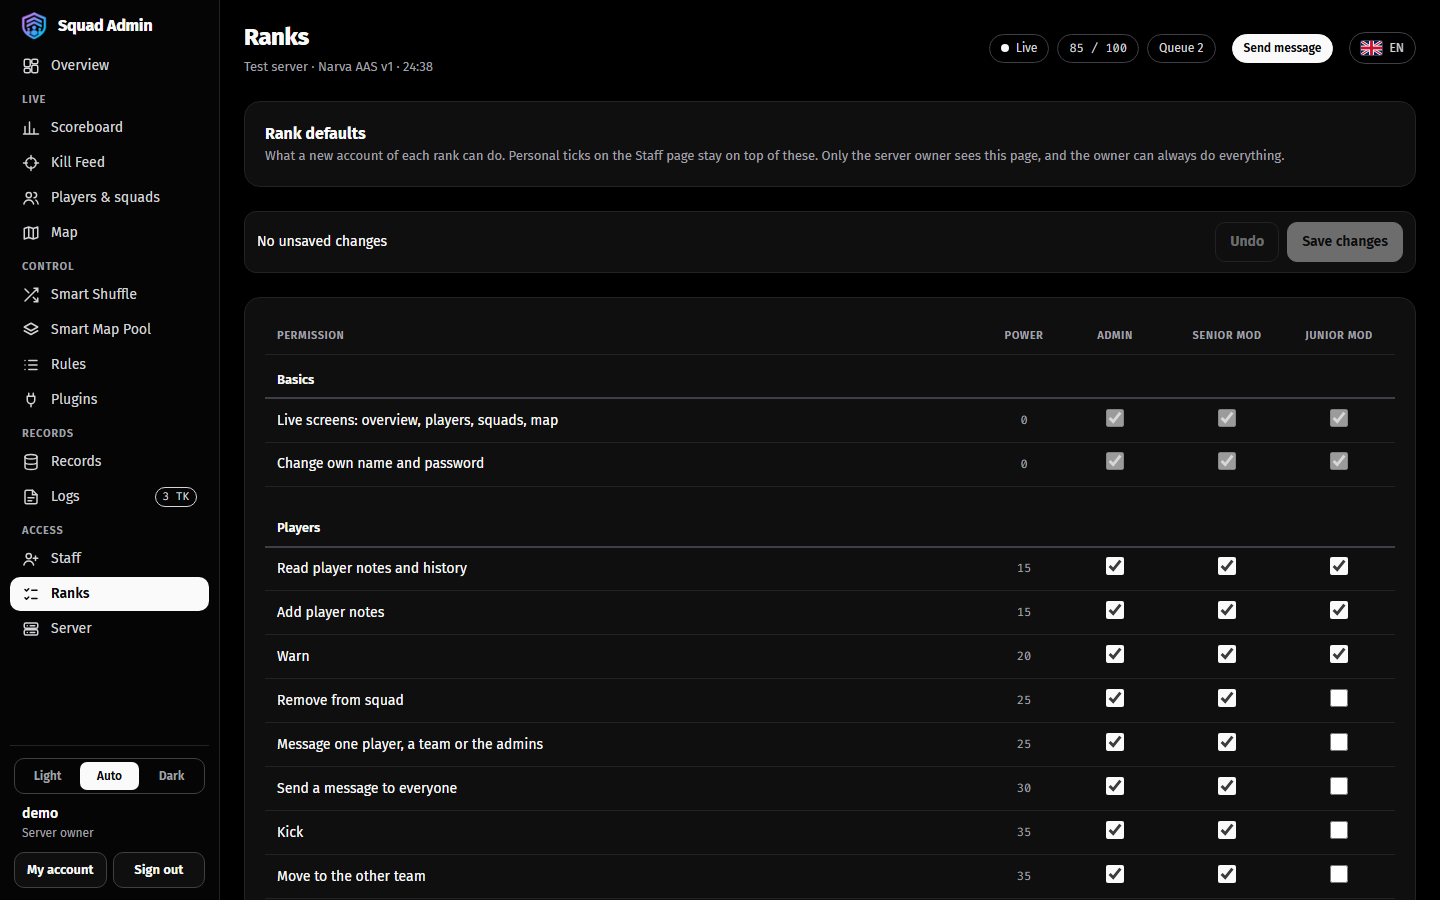 Squad Admin
Overview
LIVE
Scoreboard
Kill Feed
Players & squads
Map
CONTROL
Smart Shuffle
Smart Map Pool
Rules
Plugins
RECORDS
Records
Logs 3 TK
ACCESS
Staff
Ranks
Server
Light Auto Dark
demo
Server owner
My account Sign out
Ranks
Test server · Narva AAS v1 · 24:38
Live 85 / 100 Queue 2 Send message EN
Rank defaults
What a new account of each rank can do. Personal ticks on the Staff page stay on top of these. Only the server owner sees this page, and the owner can always do everything.
No unsaved changes Undo Save changes
PERMISSION POWER ADMIN SENIOR MOD JUNIOR MOD
Basics
Live screens: overview, players, squads, map 0
Change own name and password 0
Players
Read player notes and history 15
Add player notes 15
Warn 20
Remove from squad 25
Message one player, a team or the admins 25
Send a message to everyone 30
Kick 35
Move to the other team 35